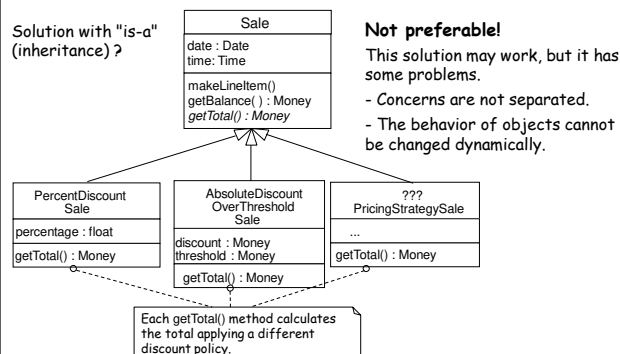 Solution with "is-a"
(inheritance) ?
Sale
date : Date
time: Time
makeLineItem()
getBalance( ) : Money
getTotal() : Money
Not preferable!
This solution may work, but it has
some problems.
- Concerns are not separated.
- The behavior of objects cannot
be changed dynamically.
PercentDiscount
Sale
percentage : float
getTotal() : Money
AbsoluteDiscount
OverThreshold
Sale
discount : Money
threshold : Money
getTotal() : Money
???
PricingStrategySale
...
getTotal() : Money
Each getTotal() method calculates
the total applying a different
discount policy.